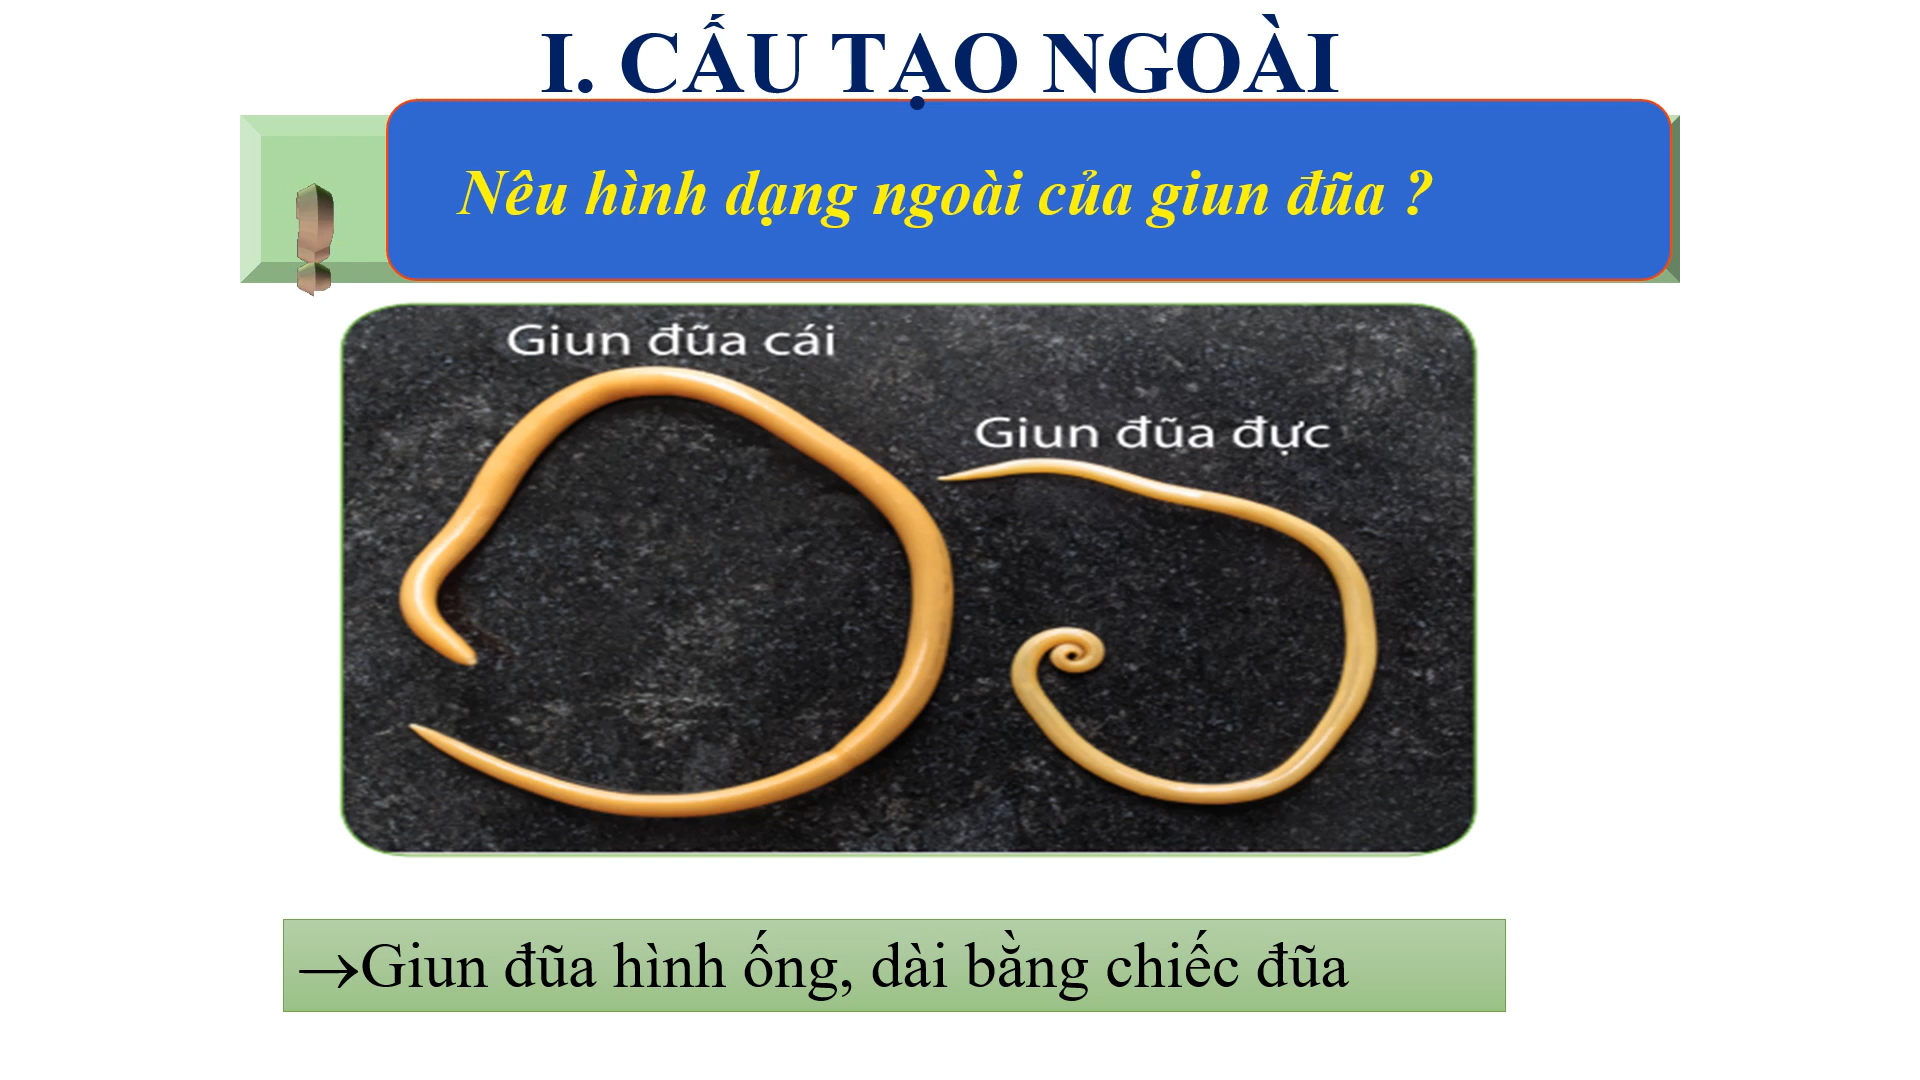 I. CẤU TẠO NGOÀI
Nêu hình dạng ngoài của giun đũa ?
Giun đũa cái
Giun đũa đực
→Giun đũa hình ống, dài bằng chiếc đũa